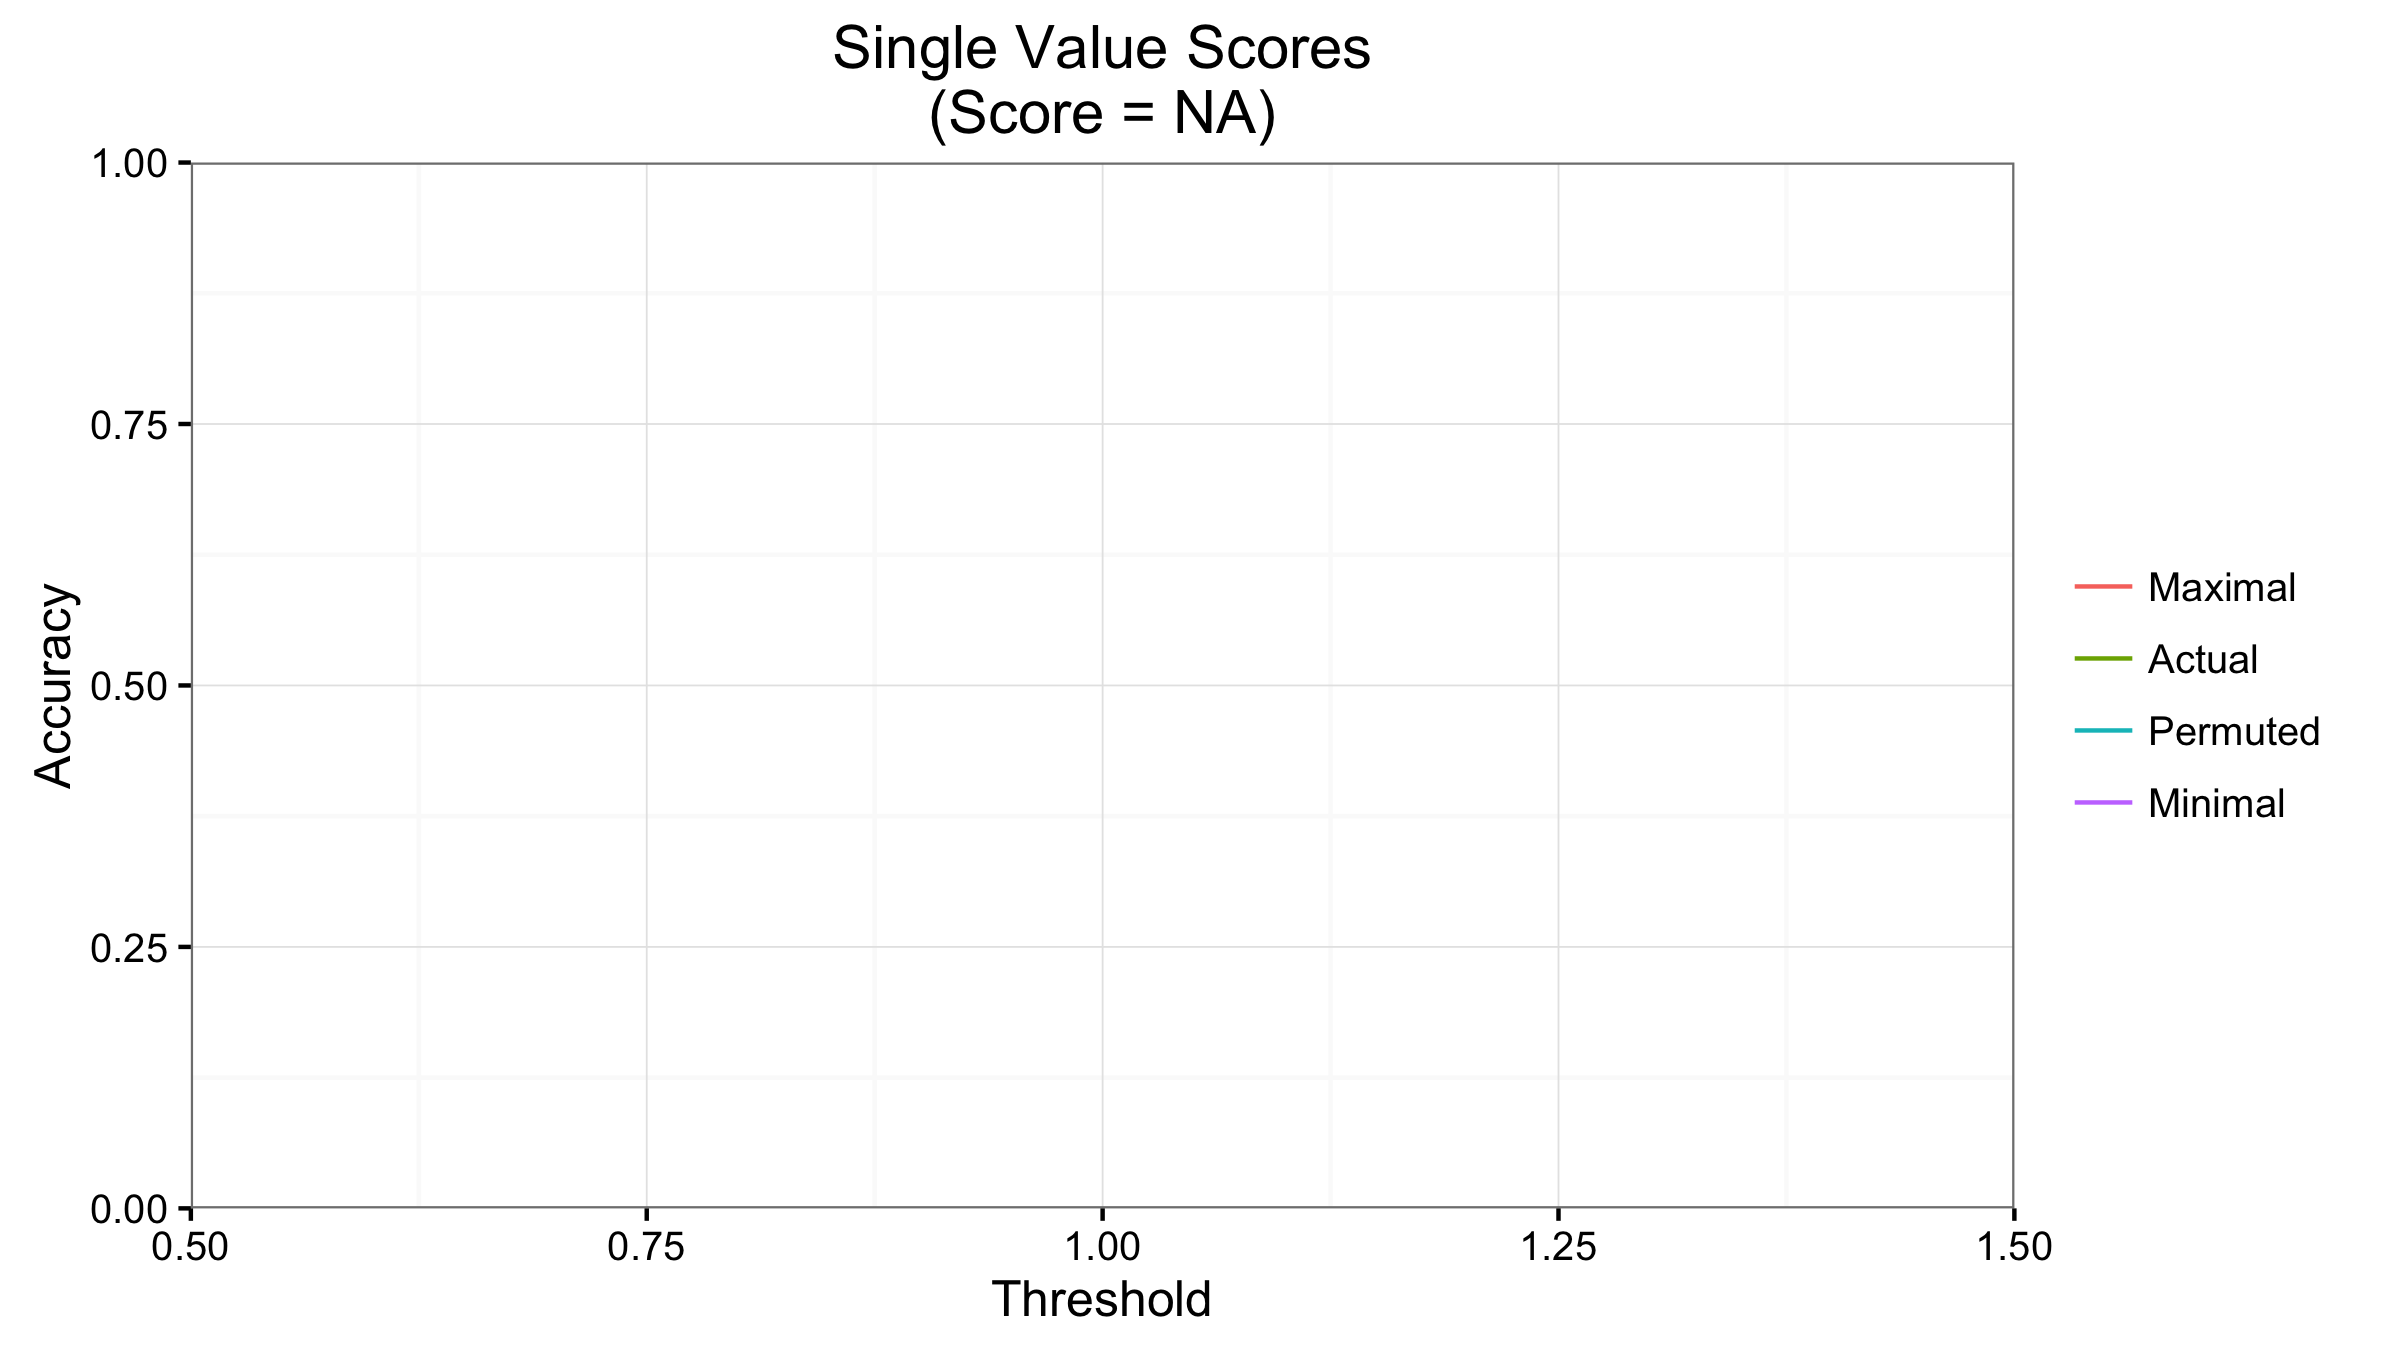 Single Value Scores
(Score = NA)
1.00
0.75
0.50
0.25
0.00
Accuracy
0.50 0.75 1.00 1.25 1.50
Threshold
Maximal
Actual
Permuted
Minimal